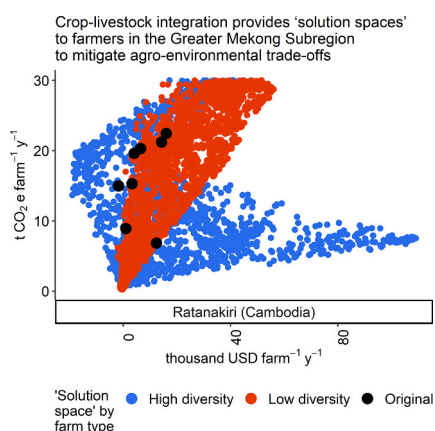 Crop-livestock integration provides ‘solution spaces’
to farmers in the Greater Mekong Subregion
to mitigate agro-environmental trade-offs
30
20
10
0
t CO₂ e farm⁻¹ y⁻¹
Ratanakiri (Cambodia)
0 40 80
thousand USD farm⁻¹ y⁻¹
'Solution
space' by
farm type
High diversity Low diversity Original